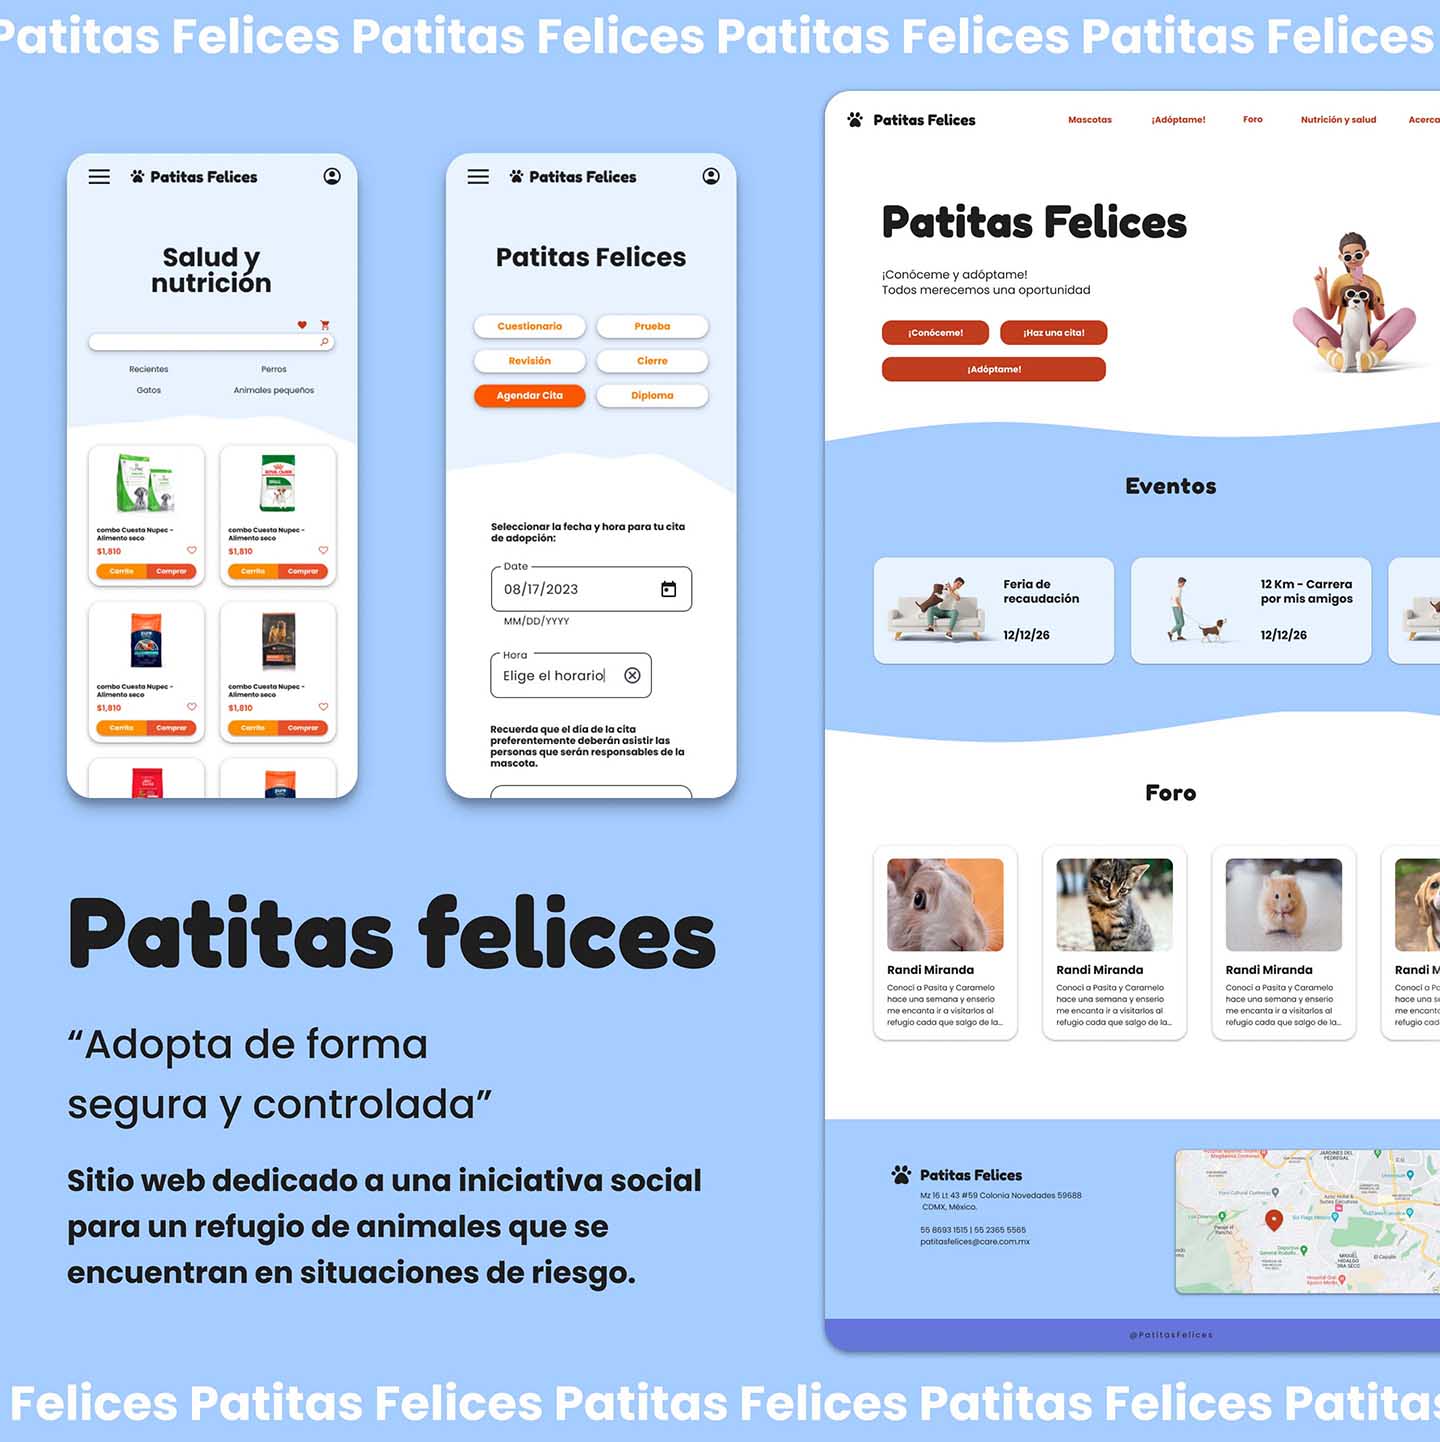 Patitas Felices Patitas Felices Patitas Felices Patitas Felices
Patitas Felices
Salud y
nutrición
Recientes
Perros
Gatos
Animales pequeños
combo Cuesta Nupec -
Alimento seco
$1,810
Carrito
Comprar
combo Cuesta Nupec -
Alimento seco
$1,810
Carrito
Comprar
combo Cuesta Nupec -
Alimento seco
$1,810
Carrito
Comprar
combo Cuesta Nupec -
Alimento seco
$1,810
Carrito
Comprar
Patitas Felices
Patitas Felices
Cuestionario
Prueba
Revisión
Cierre
Agendar Cita
Diploma
Seleccionar la fecha y hora para tu cita
de adopción:
Date
08/17/2023
MM/DD/YYYY
Hora
Elige el horario
Recuerda que el día de la cita
preferentemente deberán asistir las
personas que serán responsables de la
mascota.
Patitas felices
“Adopta de forma
segura y controlada”
Sitio web dedicado a una iniciativa social
para un refugio de animales que se
encuentran en situaciones de riesgo.
Patitas Felices
Mascotas
¡Adóptame!
Foro
Nutrición y salud
Acerca
Patitas Felices
¡Conóceme y adóptame!
Todos merecemos una oportunidad
¡Conóceme!
¡Haz una cita!
¡Adóptame!
Eventos
Feria de
recaudación
12/12/26
12 Km - Carrera
por mis amigos
12/12/26
Foro
Randi Miranda
Conocí a Pasita y Caramelo
hace una semana y enserio
me encanta ir a visitarlos al
refugio cada que salgo de la...
Randi Miranda
Conocí a Pasita y Caramelo
hace una semana y enserio
me encanta ir a visitarlos al
refugio cada que salgo de la...
Randi Miranda
Conocí a Pasita y Caramelo
hace una semana y enserio
me encanta ir a visitarlos al
refugio cada que salgo de la...
Randi M
Conocí a Pa
hace una s
me encant
refugio cad
Patitas Felices
Mz 16 Lt 43 #59 Colonia Novedades 59688
CDMX, México.
55 8693 1515 | 55 2365 5565
patitasfelices@care.com.mx
JARDINES DEL
PEDREGAL
MIGUEL
HIDALGO
3RA SECC
@PatitasFelices
Felices Patitas Felices Patitas Felices Patitas Felices Patitas